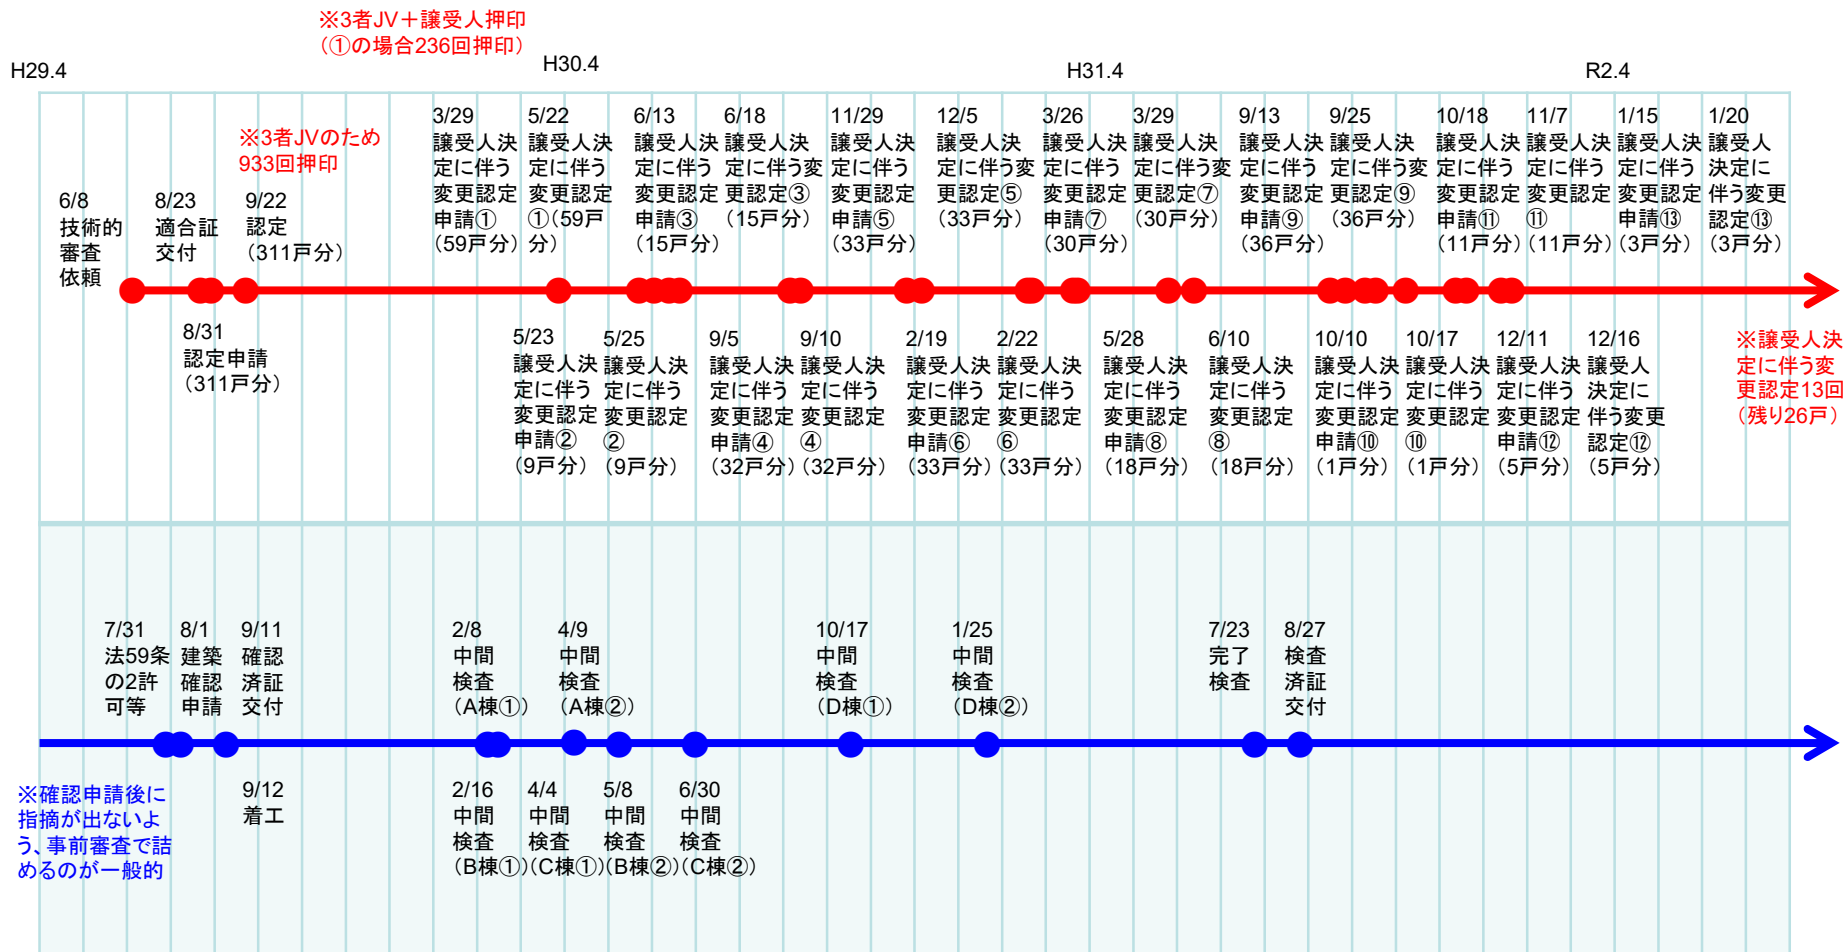 ※3者JV＋譲受人押印
（①の場合236回押印）
H29.4
H30.4
H31.4
R2.4
6/8
技術的
審査
依頼
8/23
適合証
交付
※3者JVのため
933回押印
9/22
認定
（311戸分）
3/29
譲受人決
定に伴う
変更認定
申請①
（59戸分）
5/22
譲受人決
定に伴う
変更認定
①（59戸
分）
6/13
譲受人決
定に伴う
変更認定
申請③
（15戸分）
6/18
譲受人決
定に伴う変
更認定③
（15戸分）
11/29
譲受人決
定に伴う
変更認定
申請⑤
（33戸分）
12/5
譲受人決
定に伴う変
更認定⑤
（33戸分）
3/26
譲受人決
定に伴う
変更認定
申請⑦
（30戸分）
3/29
譲受人決
定に伴う変
更認定⑦
（30戸分）
9/13
譲受人決
定に伴う
変更認定
申請⑨
（36戸分）
9/25
譲受人決
定に伴う変
更認定⑨
（36戸分）
10/18
譲受人決
定に伴う
変更認定
申請⑪
（11戸分）
11/7
譲受人決
定に伴う
変更認定
⑪
（11戸分）
1/15
譲受人決
定に伴う
変更認定
申請⑬
（3戸分）
1/20
譲受人
決定に
伴う変更
認定⑬
（3戸分）
8/31
認定申請
（311戸分）
5/23
譲受人決
定に伴う
変更認定
申請②
（9戸分）
5/25
譲受人決
定に伴う
変更認定
②
（9戸分）
9/5
譲受人決
定に伴う
変更認定
申請④
（32戸分）
9/10
譲受人決
定に伴う
変更認定
④
（32戸分）
2/19
譲受人決
定に伴う
変更認定
申請⑥
（33戸分）
2/22
譲受人決
定に伴う
変更認定
⑥
（33戸分）
5/28
譲受人決
定に伴う
変更認定
申請⑧
（18戸分）
6/10
譲受人決
定に伴う
変更認定
⑧
（18戸分）
10/10
譲受人決
定に伴う
変更認定
申請⑩
（1戸分）
10/17
譲受人決
定に伴う
変更認定
⑩
（1戸分）
12/11
譲受人決
定に伴う
変更認定
申請⑫
（5戸分）
12/16
譲受人
決定に
伴う変更
認定⑫
（5戸分）
※譲受人決
定に伴う変
更認定13回
（残り26戸）
7/31
法59条
の2許
可等
8/1
建築
確認
申請
9/11
確認
済証
交付
2/8
中間
検査
（A棟①）
4/9
中間
検査
（A棟②）
10/17
中間
検査
（D棟①）
1/25
中間
検査
（D棟②）
7/23
完了
検査
8/27
検査
済証
交付
※確認申請後に
指摘が出ないよ
う、事前審査で詰
めるのが一般的
9/12
着工
2/16
中間
検査
（B棟①）
4/4
中間
検査
（C棟①）
5/8
中間
検査
（B棟②）
6/30
中間
検査
（C棟②）